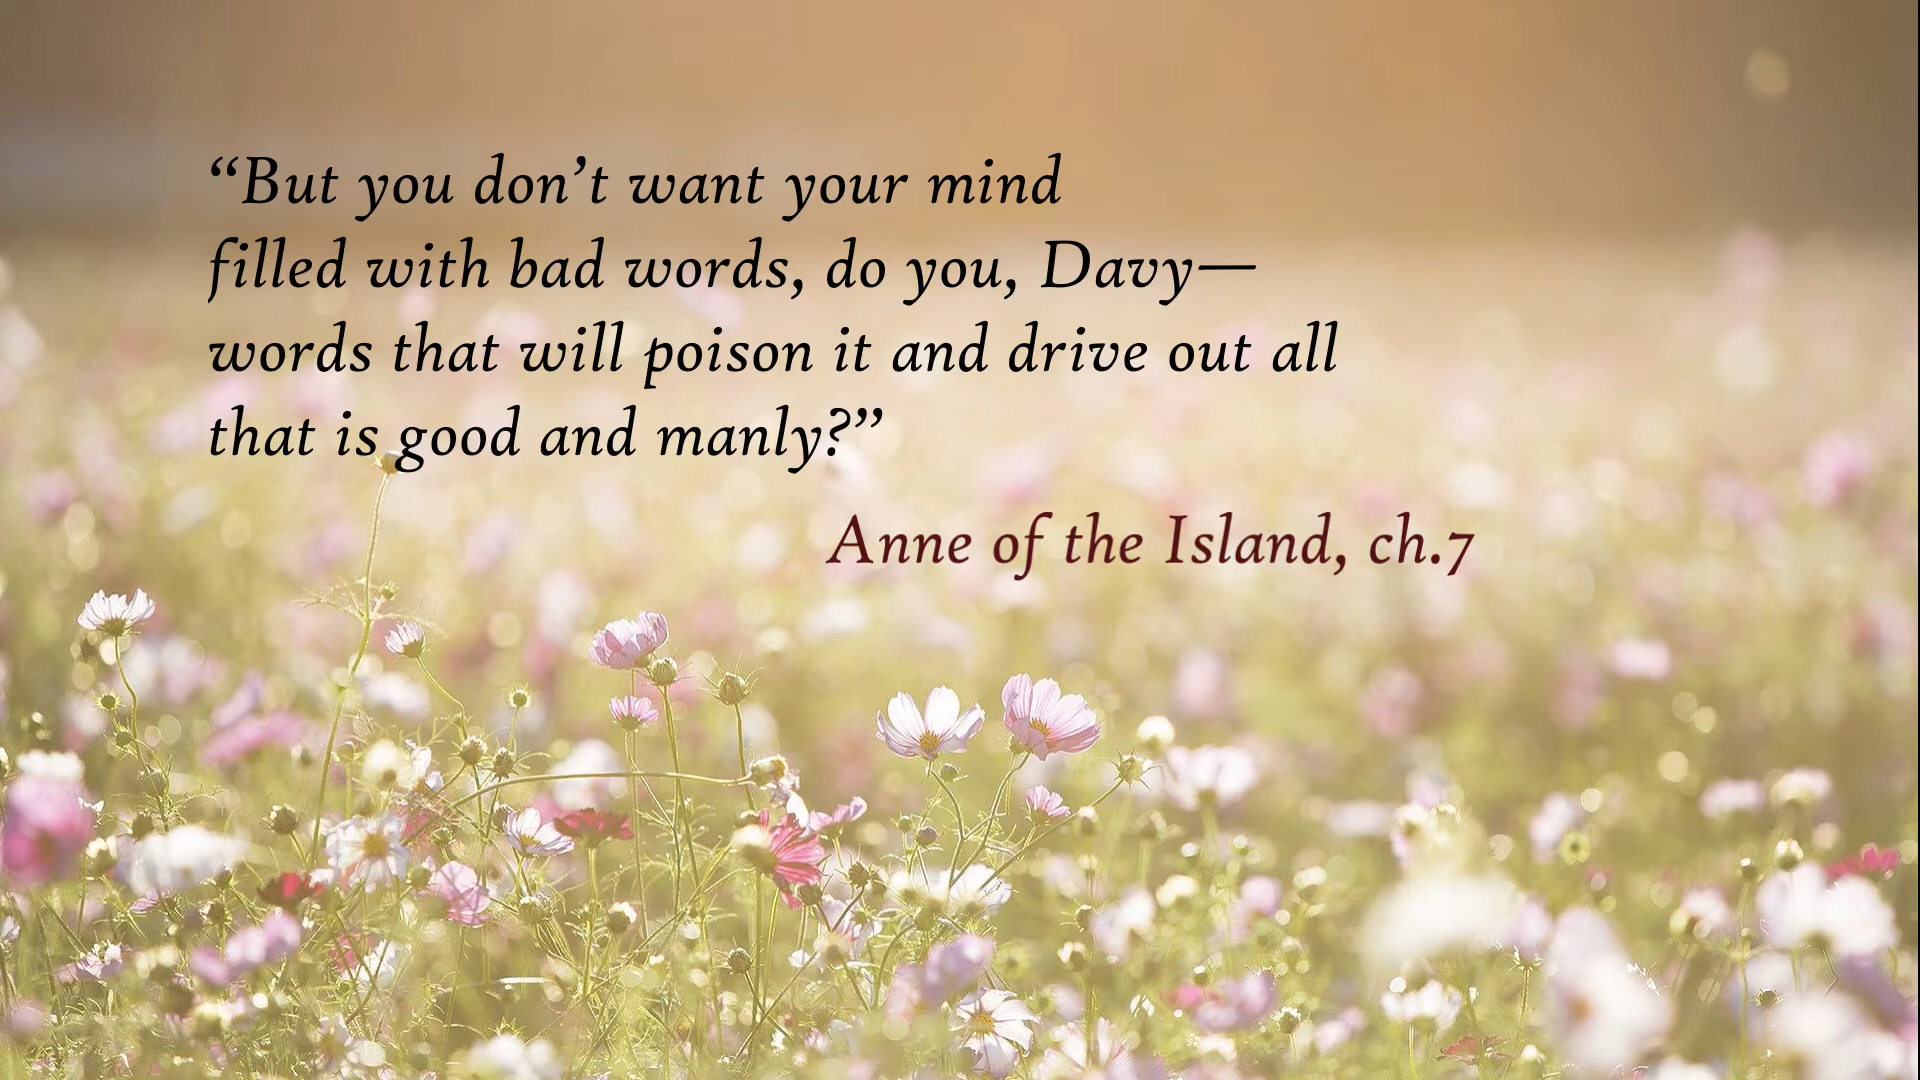 “But you don’t want your mind
filled with bad words, do you, Davy—
words that will poison it and drive out all
that is good and manly?”
Anne of the Island, ch.7